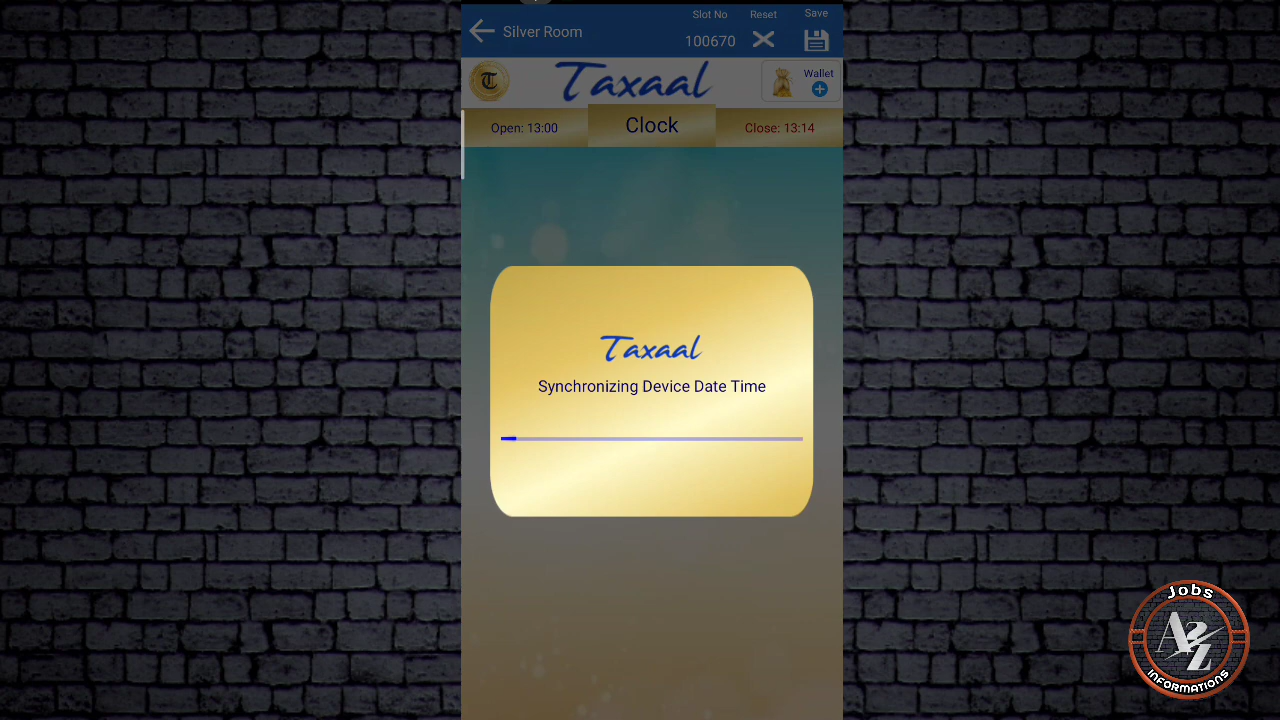 Slot No Reset Save
Silver Room 100670
T Taxaal Wallet
Open: 13:00 Clock Close: 13:14
Taxaal
Synchronizing Device Date Time
Jobs
A2Z
INFORMATIONS